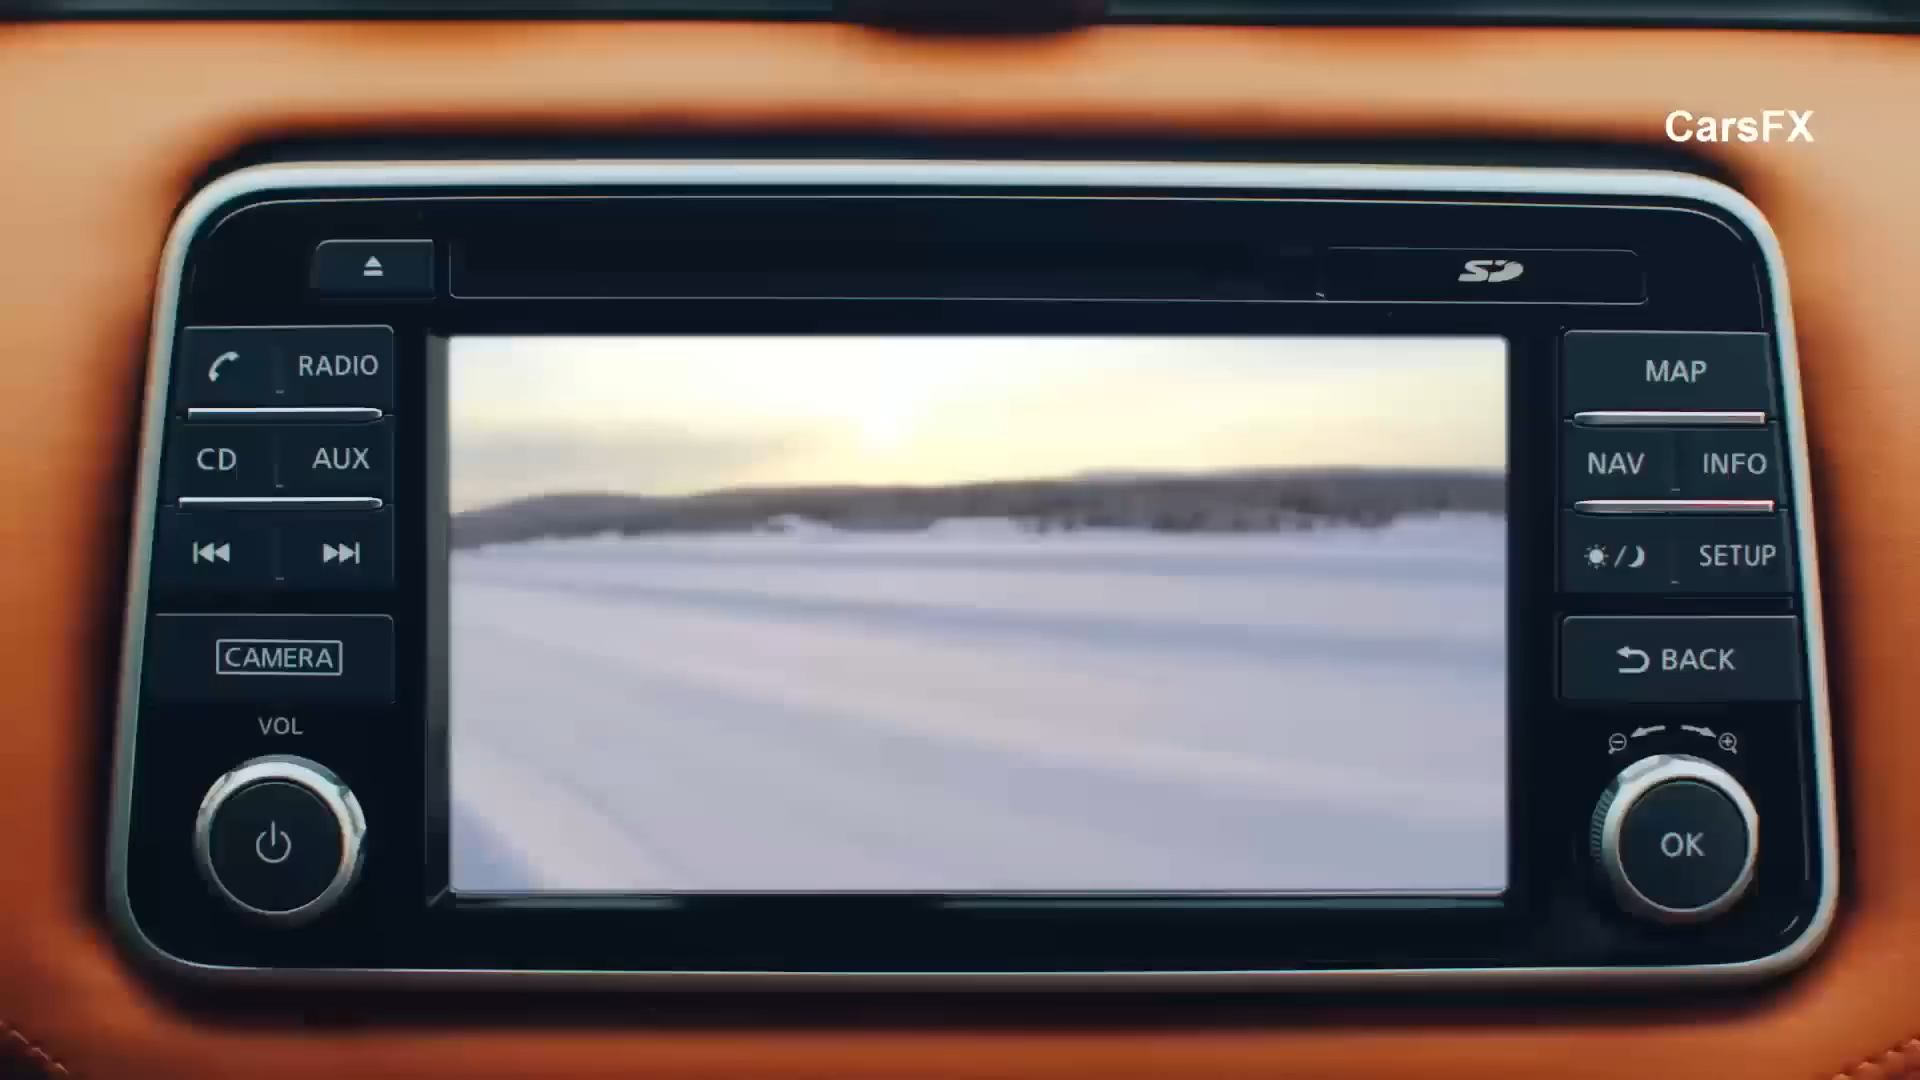 CarsFX
SD
RADIO
MAP
CD AUX
NAV INFO
SETUP
CAMERA
BACK
VOL
OK